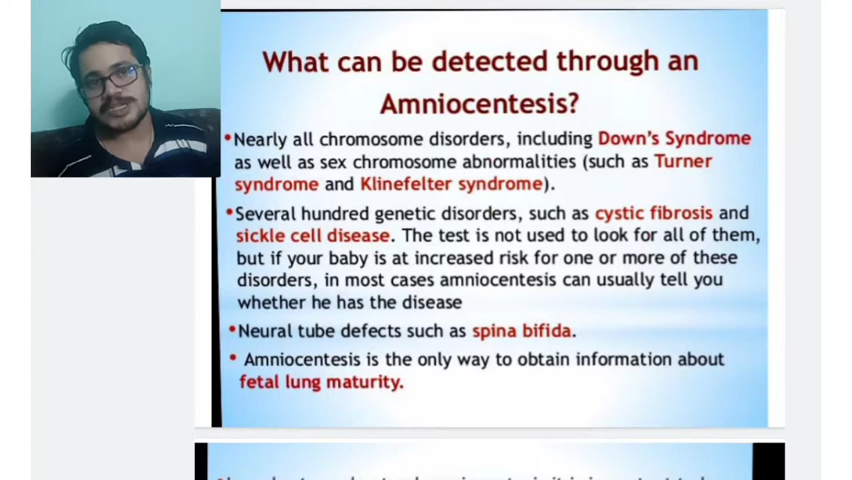 What can be detected through an
Amniocentesis?
•Nearly all chromosome disorders, including Down's Syndrome
as well as sex chromosome abnormalities (such as Turner
syndrome and Klinefelter syndrome).
•Several hundred genetic disorders, such as cystic fibrosis and
sickle cell disease. The test is not used to look for all of them,
but if your baby is at increased risk for one or more of these
disorders, in most cases amniocentesis can usually tell you
whether he has the disease
•Neural tube defects such as spina bifida.
• Amniocentesis is the only way to obtain information about
fetal lung maturity.